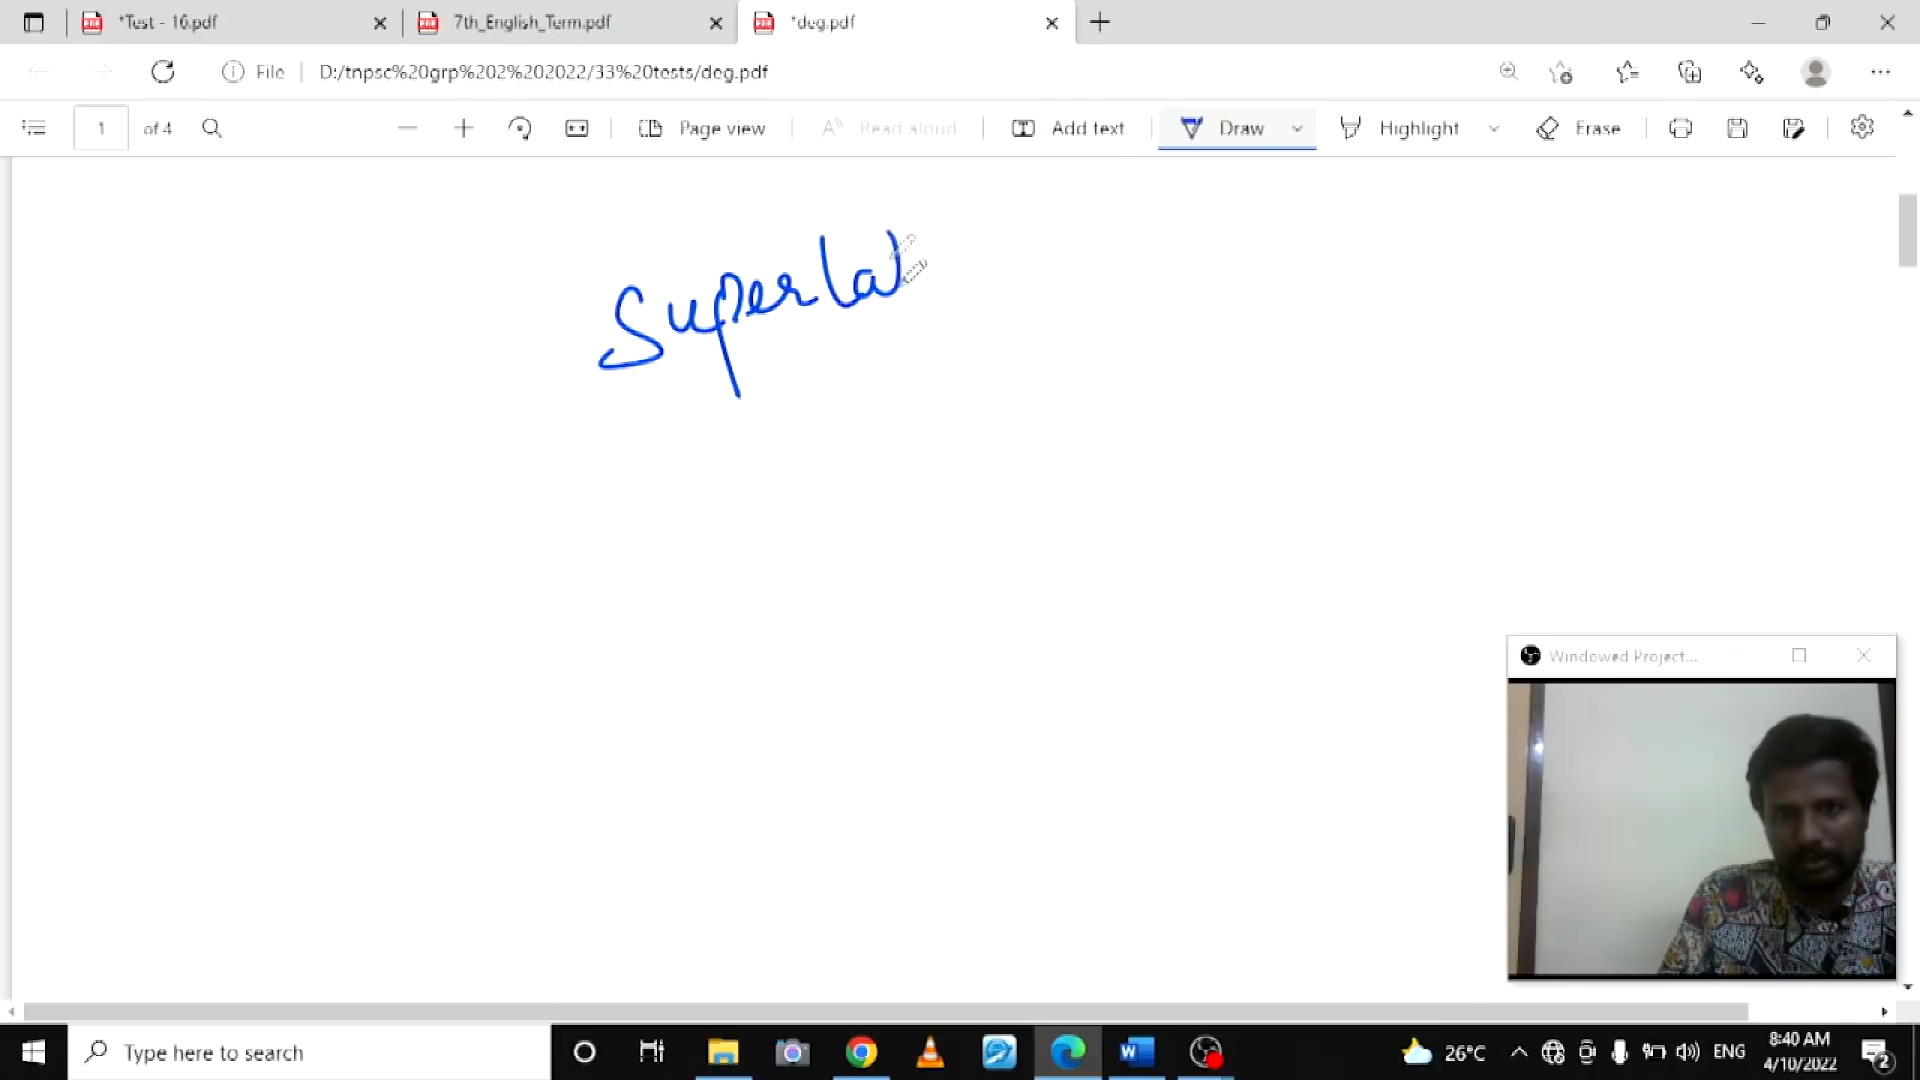 *Test - 16.pdf
7th_English_Term.pdf
*deg.pdf
File
D:/tnpsc%20grp%202%202022/33%20tests/deg.pdf
1 of 4
Page view
Read aloud
Add text
Draw
Highlight
Erase
Superlat
Windowed Project...
Type here to search
26°C
ENG
8:40 AM
4/10/2022
2